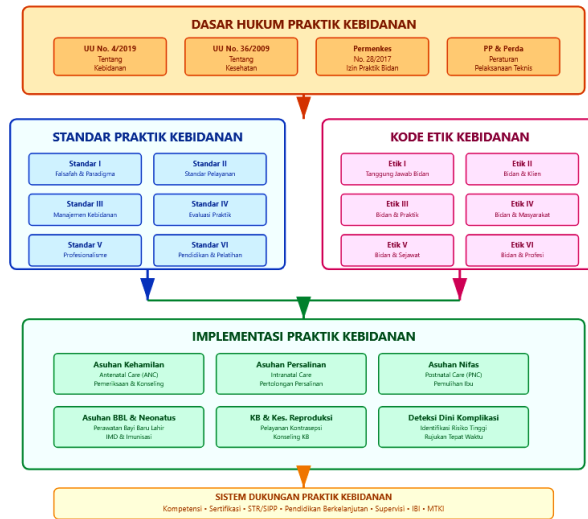 DASAR HUKUM PRAKTIK KEBIDANAN
UU No. 4/2019
Tentang
Kebidanan
UU No. 36/2009
Tentang
Kesehatan
Permenkes
No. 28/2017
Izin Praktik Bidan
PP & Perda
Peraturan
Pelaksanaan Teknis
STANDAR PRAKTIK KEBIDANAN
Standar I
Falsafah & Paradigma
Standar II
Standar Pelayanan
Standar III
Manajemen Kebidanan
Standar IV
Evaluasi Praktik
Standar V
Profesionalisme
Standar VI
Pendidikan & Pelatihan
KODE ETIK KEBIDANAN
Etik I
Tanggung Jawab Bidan
Etik II
Bidan & Klien
Etik III
Bidan & Praktik
Etik IV
Bidan & Masyarakat
Etik V
Bidan & Sejawat
Etik VI
Bidan & Profesi
IMPLEMENTASI PRAKTIK KEBIDANAN
Asuhan Kehamilan
Antenatal Care (ANC)
Pemeriksaan & Konseling
Asuhan Persalinan
Intranatal Care
Pertolongan Persalinan
Asuhan Nifas
Postnatal Care (PNC)
Pemulihan Ibu
Asuhan BBL & Neonatus
Perawatan Bayi Baru Lahir
IMD & Imunisasi
KB & Kes. Reproduksi
Pelayanan Kontrasepsi
Konseling KB
Deteksi Dini Komplikasi
Identifikasi Risiko Tinggi
Rujukan Tepat Waktu
SISTEM DUKUNGAN PRAKTIK KEBIDANAN
Kompetensi • Sertifikasi • STR/SIPP • Pendidikan Berkelanjutan • Supervisi • IBI • MTKI